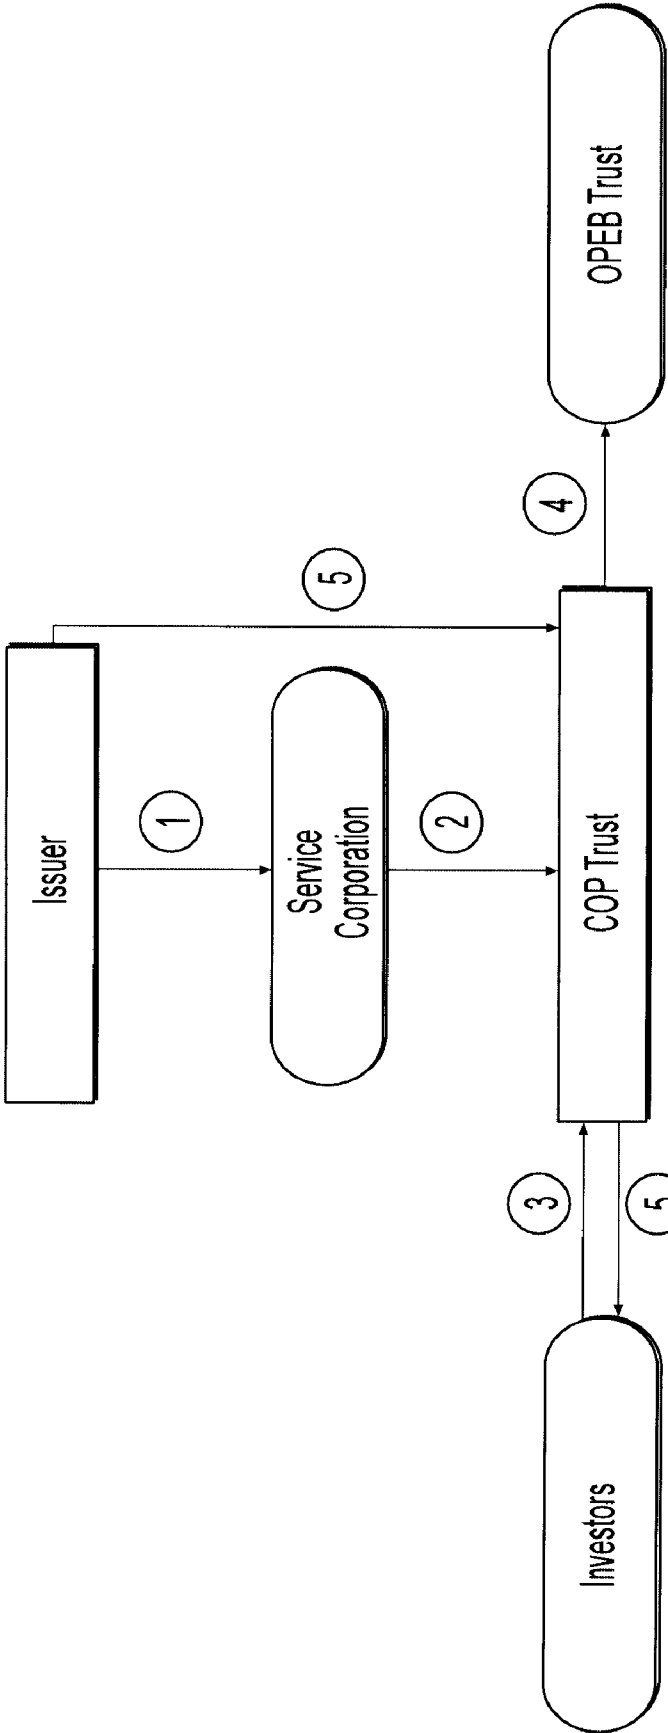 Issuer
1
Service
Corporation
5
2
3
4
Investors
COP Trust
OPEB Trust
5